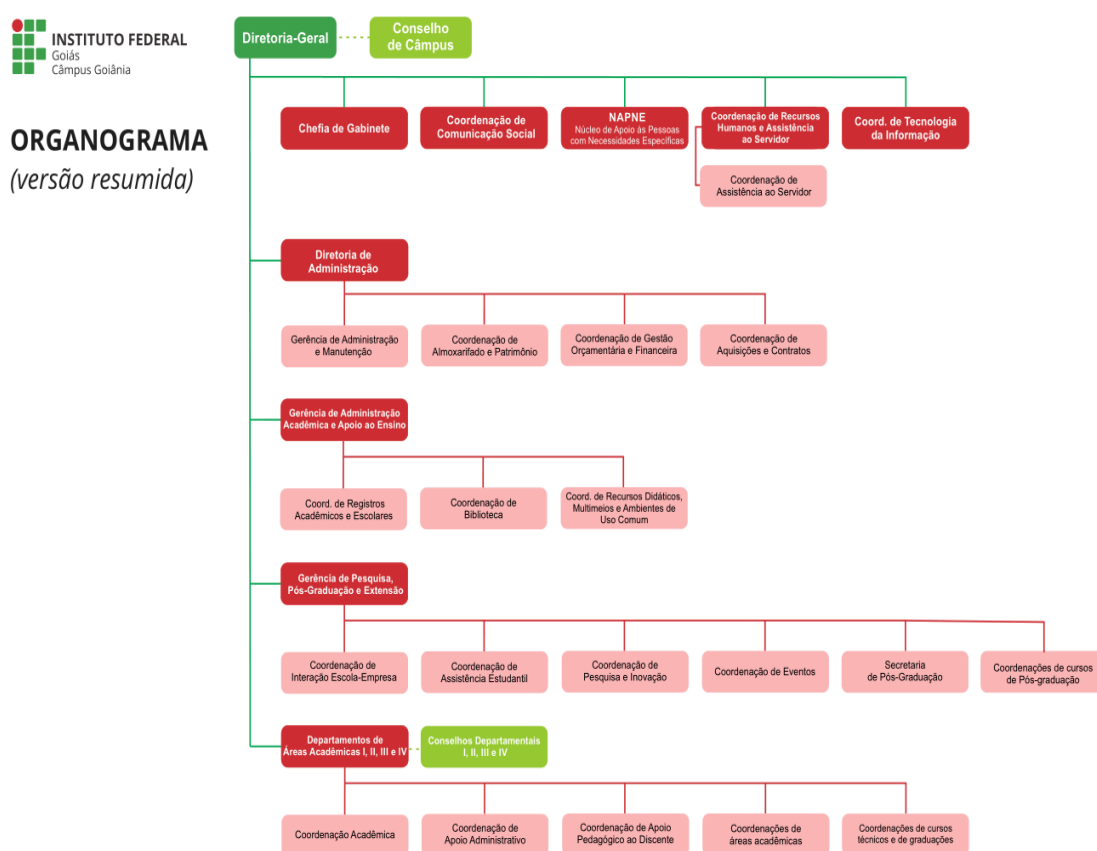 INSTITUTO FEDERAL
Goiás
Câmpus Goiânia
ORGANOGRAMA
(versão resumida)
Diretoria-Geral
Conselho
de Câmpus
Chefia de Gabinete
Coordenação de
Comunicação Social
NAPNE
Núcleo de Apoio às Pessoas
com Necessidades Específicas
Coordenação de Recursos
Humanos e Assistência
ao Servidor
Coord. de Tecnologia
da Informação
Coordenação de
Assistência ao Servidor
Diretoria de
Administração
Gerência de Administração
e Manutenção
Coordenação de
Almoxarifado e Patrimônio
Coordenação de Gestão
Orçamentária e Financeira
Coordenação de
Aquisições e Contratos
Gerência de Administração
Acadêmica e Apoio ao Ensino
Coord. de Registros
Acadêmicos e Escolares
Coordenação de
Biblioteca
Coord. de Recursos Didáticos,
Multimeios e Ambientes de
Uso Comum
Gerência de Pesquisa,
Pós-Graduação e Extensão
Coordenação de
Interação Escola-Empresa
Coordenação de
Assistência Estudantil
Coordenação de
Pesquisa e Inovação
Coordenação de Eventos
Secretaria
de Pós-Graduação
Coordenações de cursos
de Pós-graduação
Departamentos de
Áreas Acadêmicas I, II, III e IV
Conselhos Departamentais
I, II, III e IV
Coordenação Acadêmica
Coordenação de
Apoio Administrativo
Coordenação de Apoio
Pedagógico ao Discente
Coordenações de
áreas acadêmicas
Coordenações de cursos
técnicos e de graduações